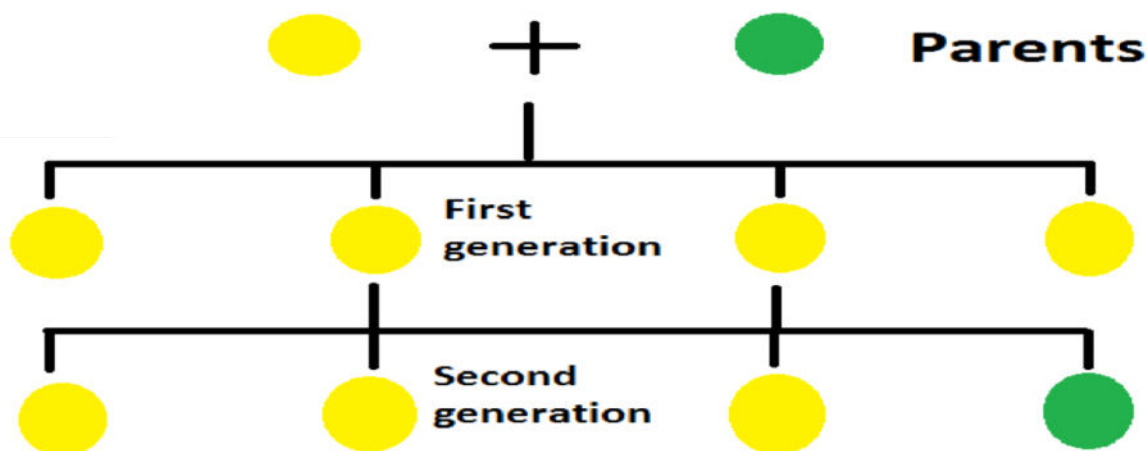 Parents
First
generation
Second
generation